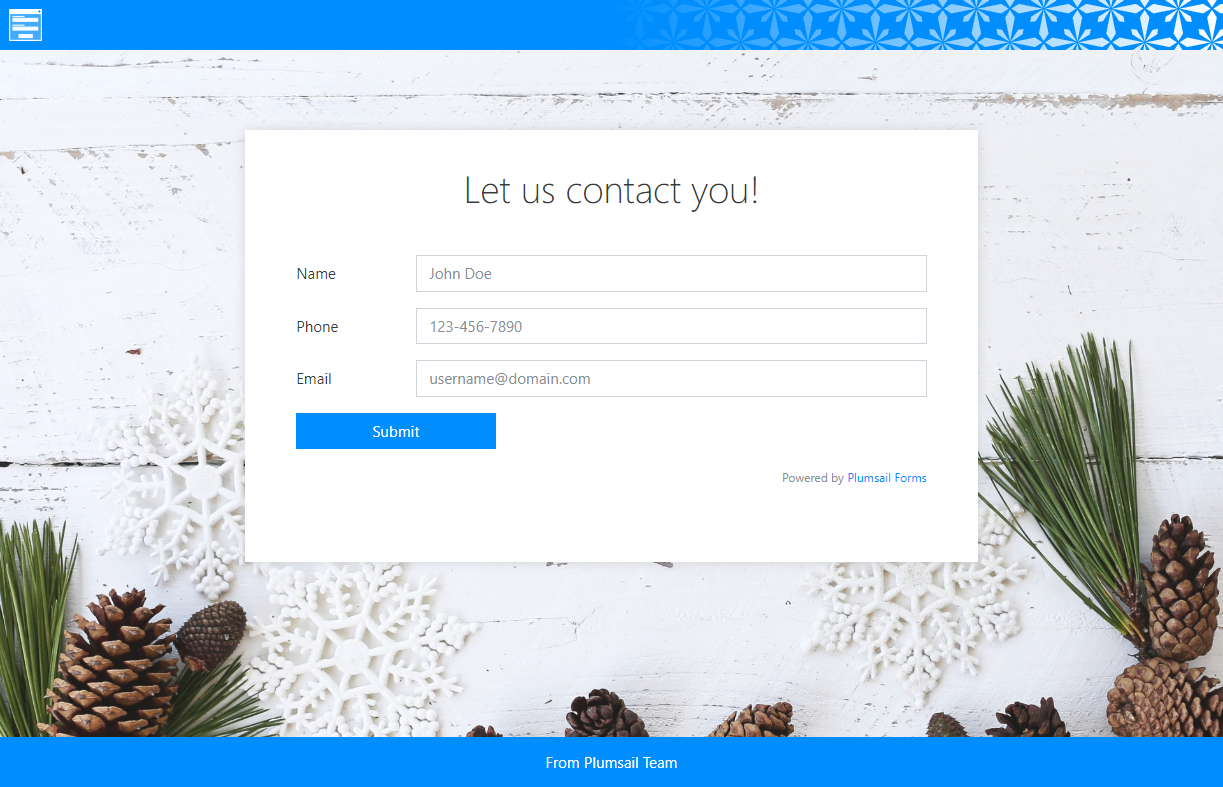 Let us contact you!
Name
John Doe
Phone
123-456-7890
Email
username@domain.com
Submit
Powered by Plumsail Forms
From Plumsail Team